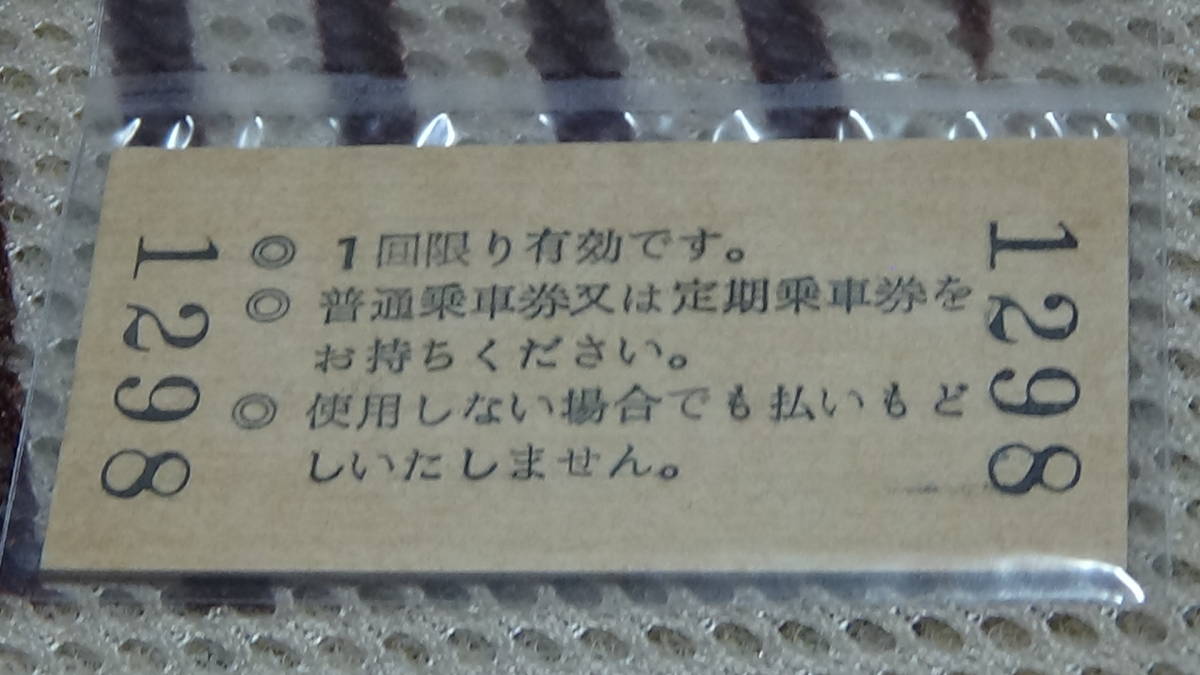 1298
◎ 1回限り有効です。
◎ 普通乗車券又は定期乗車券を
お持ちください。
◎ 使用しない場合でも払いもど
しいたしません。
1298